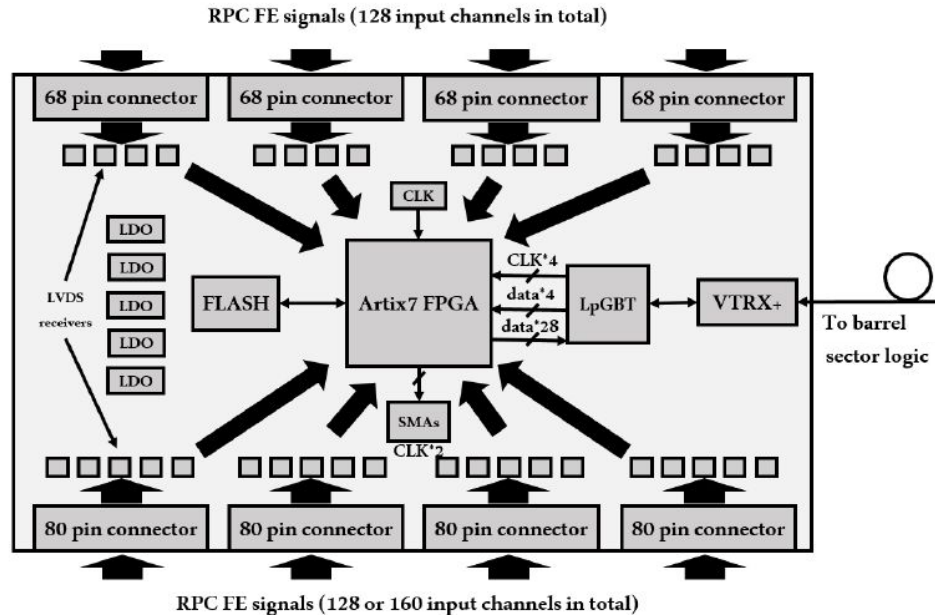 RPC FE signals (128 input channels in total)
68 pin connector
68 pin connector
68 pin connector
68 pin connector
CLK
LDO
LDO
LDO
LDO
LDO
LVDS
receivers
FLASH
Artix7 FPGA
CLK*4
data*4
data*28
LpGBT
VTRX+
To barrel
sector logic
SMAs
CLK*2
80 pin connector
80 pin connector
80 pin connector
80 pin connector
RPC FE signals (128 or 160 input channels in total)